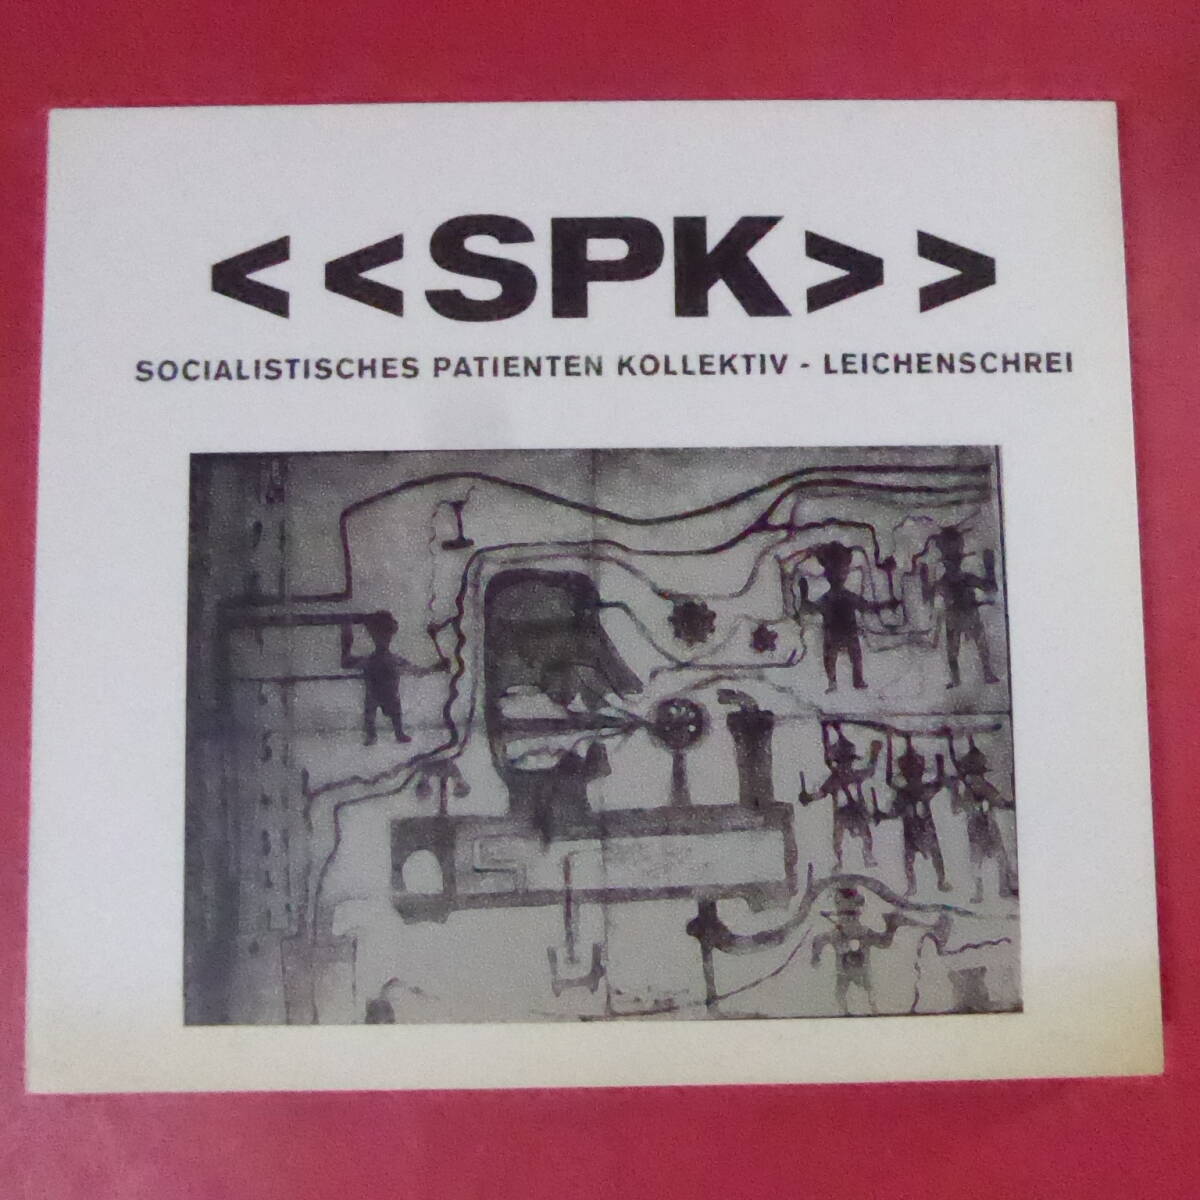 <<SPK>>
SOCIALISTISCHES PATIENTEN KOLLEKTIV - LEICHENSCHREI